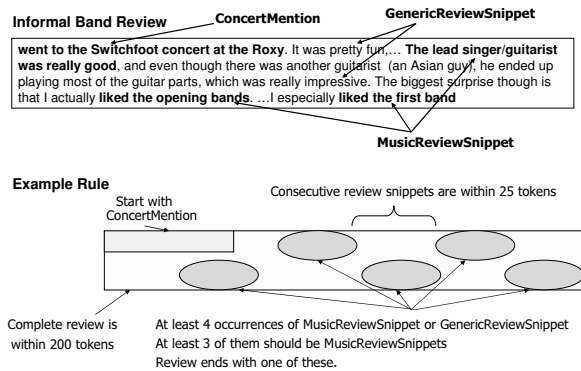 Informal Band Review
ConcertMention
GenericReviewSnippet
went to the Switchfoot concert at the Roxy. It was pretty fun,... The lead singer/guitarist
was really good, and even though there was another guitarist (an Asian guy), he ended up
playing most of the guitar parts, which was really impressive. The biggest surprise though is
that I actually liked the opening bands. ...I especially liked the first band
MusicReviewSnippet
Example Rule
Consecutive review snippets are within 25 tokens
Start with
ConcertMention
Complete review is
within 200 tokens
At least 4 occurrences of MusicReviewSnippet or GenericReviewSnippet
At least 3 of them should be MusicReviewSnippets
Review ends with one of these.